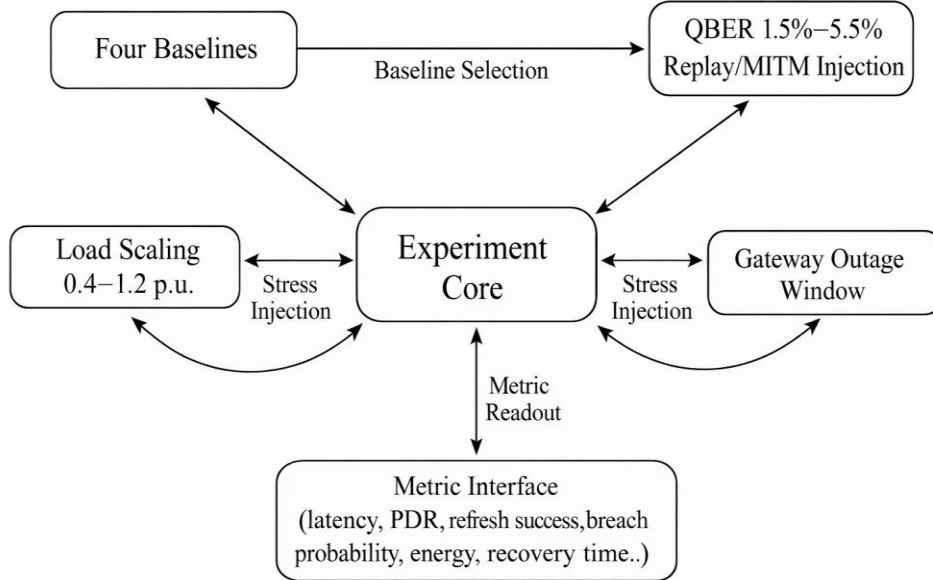 Four Baselines
Baseline Selection
QBER 1.5%–5.5%
Replay/MITM Injection
Load Scaling
0.4–1.2 p.u.
Stress
Injection
Experiment
Core
Stress
Injection
Gateway Outage
Window
Metric
Readout
Metric Interface
(latency, PDR, refresh success, breach
probability, energy, recovery time..)